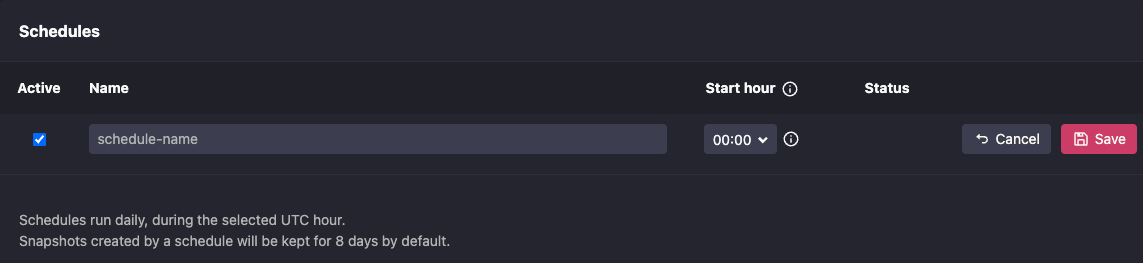 Schedules
Active Name Start hour Status
schedule-name 00:00 Cancel Save
Schedules run daily, during the selected UTC hour.
Snapshots created by a schedule will be kept for 8 days by default.